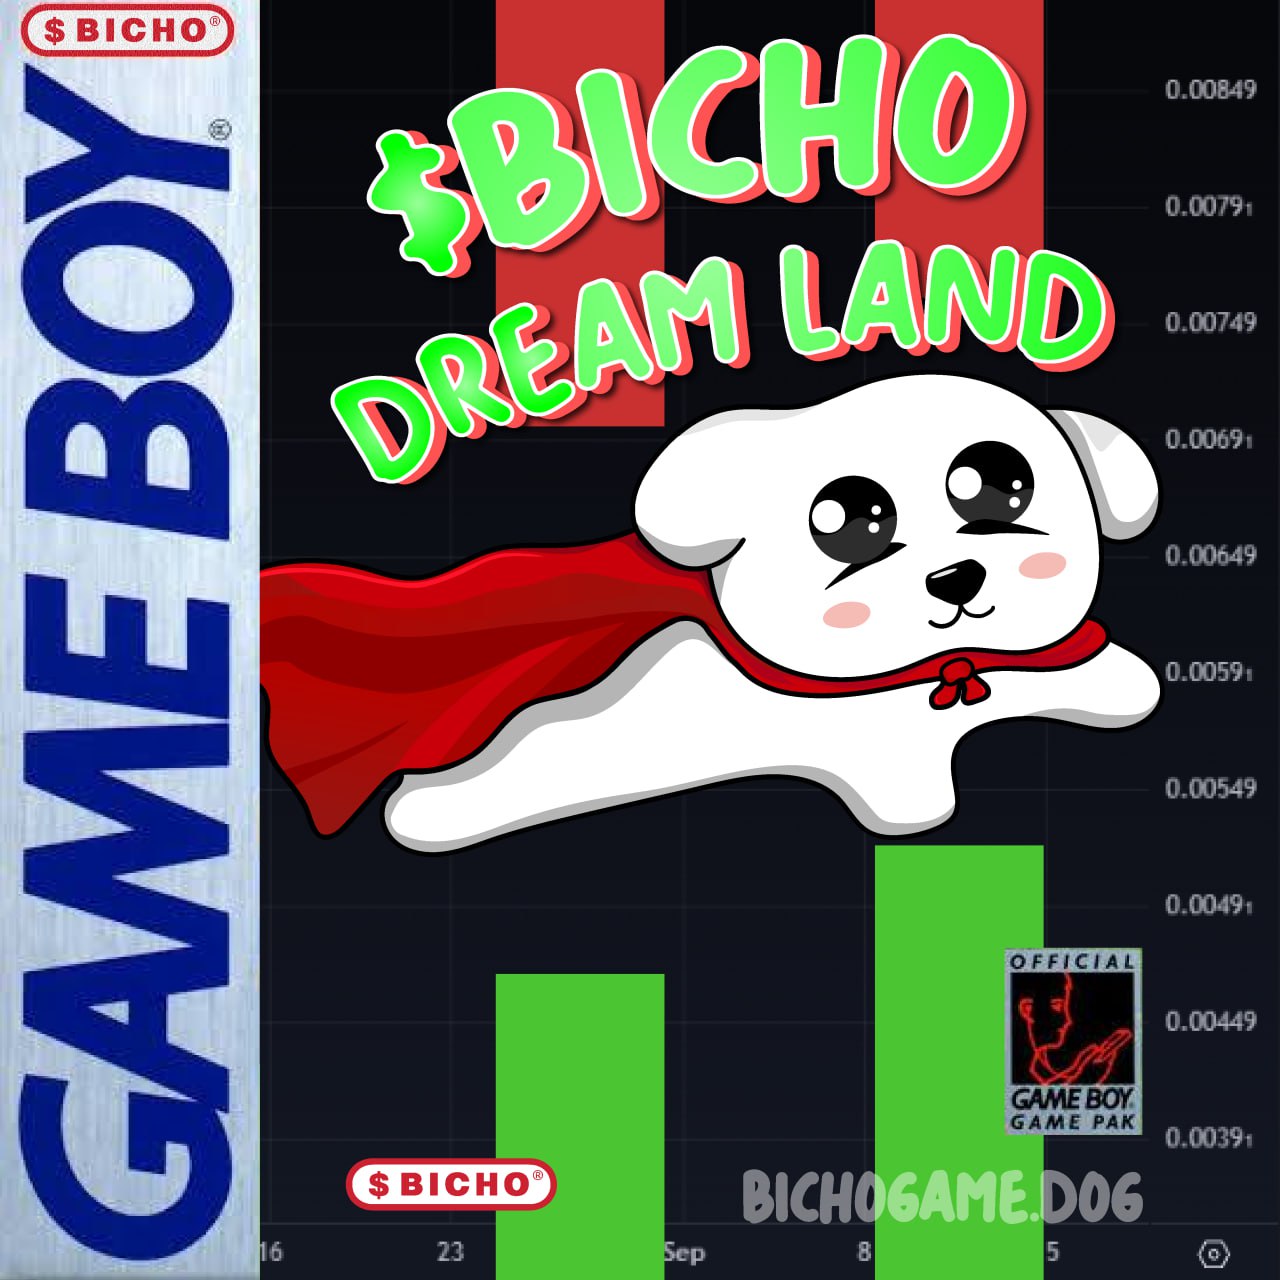 $ BICHO®
GAME BOY
$BICHO
DREAM LAND
0.00849
0.00791
0.00749
0.00691
0.00649
0.00591
0.00549
0.00491
0.00449
0.00391
OFFICIAL
GAME BOY
GAME PAK
$ BICHO®
BICHOGAME.DOG
16 23 Sep 8 5